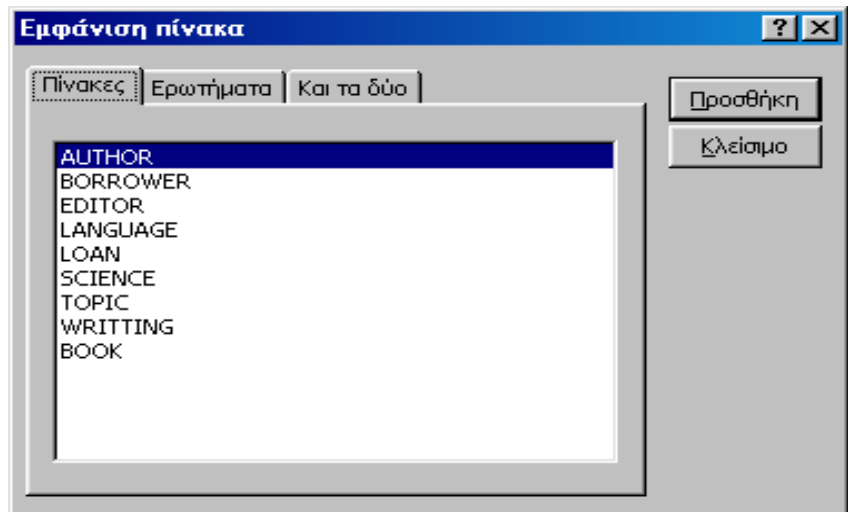 Εμφάνιση πίνακα
Πίνακες Ερωτήματα Και τα δύο
Προσθήκη
Κλείσιμο
AUTHOR
BORROWER
EDITOR
LANGUAGE
LOAN
SCIENCE
TOPIC
WRITTING
BOOK